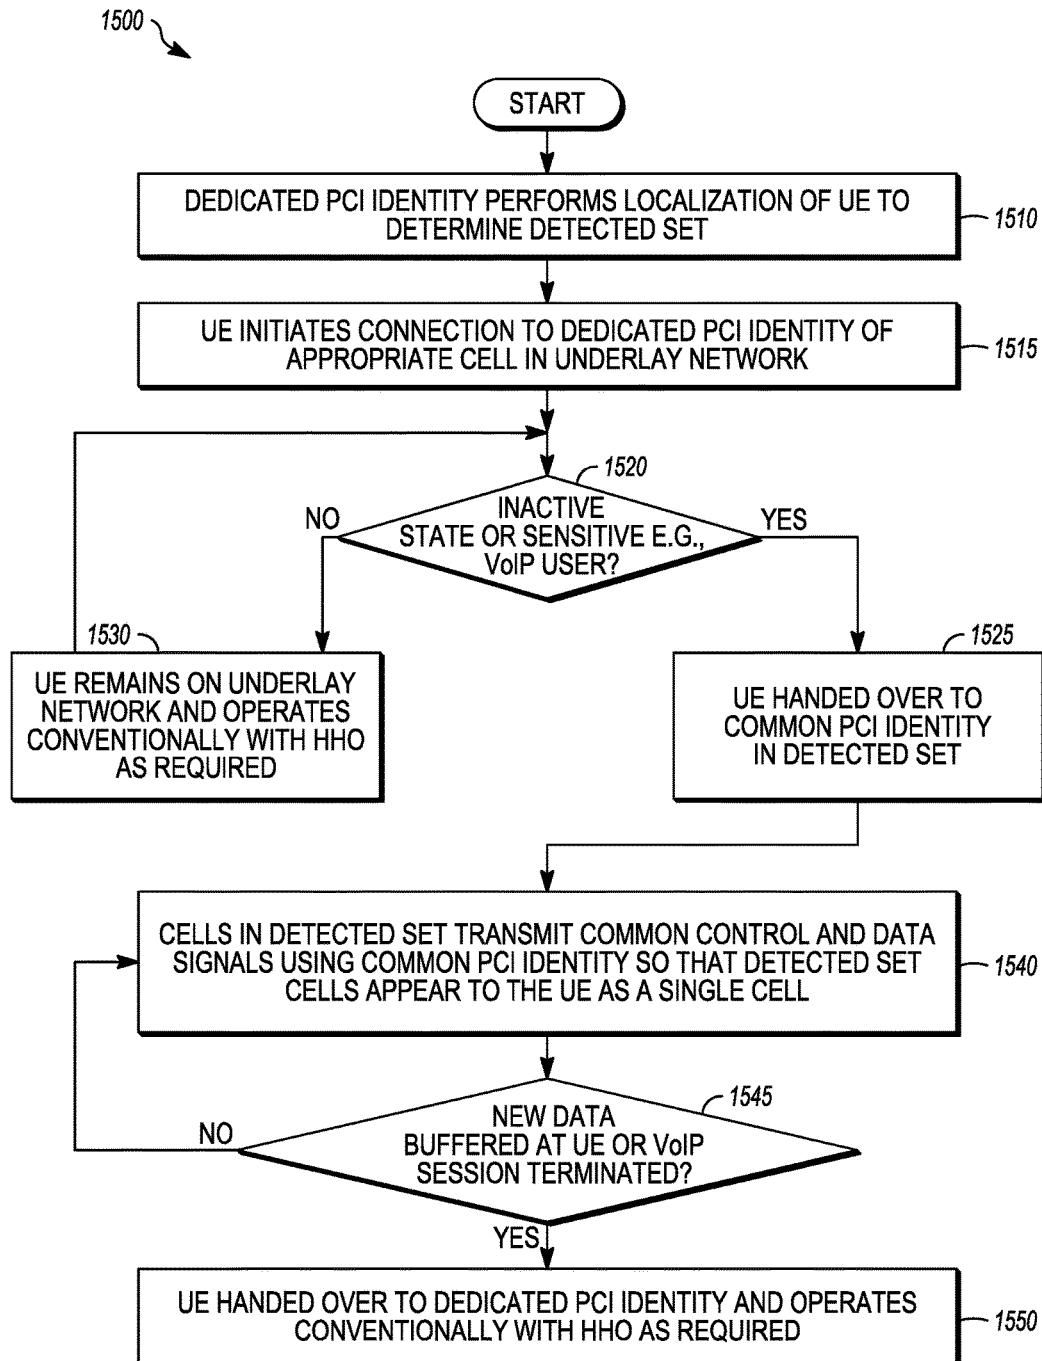 1500
START
DEDICATED PCI IDENTITY PERFORMS LOCALIZATION OF UE TO
DETERMINE DETECTED SET
1510
UE INITIATES CONNECTION TO DEDICATED PCI IDENTITY OF
APPROPRIATE CELL IN UNDERLAY NETWORK
1515
1520
INACTIVE
STATE OR SENSITIVE E.G.,
VoIP USER?
NO
YES
1530
UE REMAINS ON UNDERLAY
NETWORK AND OPERATES
CONVENTIONALLY WITH HHO
AS REQUIRED
1525
UE HANDED OVER TO
COMMON PCI IDENTITY
IN DETECTED SET
CELLS IN DETECTED SET TRANSMIT COMMON CONTROL AND DATA
SIGNALS USING COMMON PCI IDENTITY SO THAT DETECTED SET
CELLS APPEAR TO THE UE AS A SINGLE CELL
1540
1545
NEW DATA
BUFFERED AT UE OR VoIP
SESSION TERMINATED?
NO
YES
UE HANDED OVER TO DEDICATED PCI IDENTITY AND OPERATES
CONVENTIONALLY WITH HHO AS REQUIRED
1550